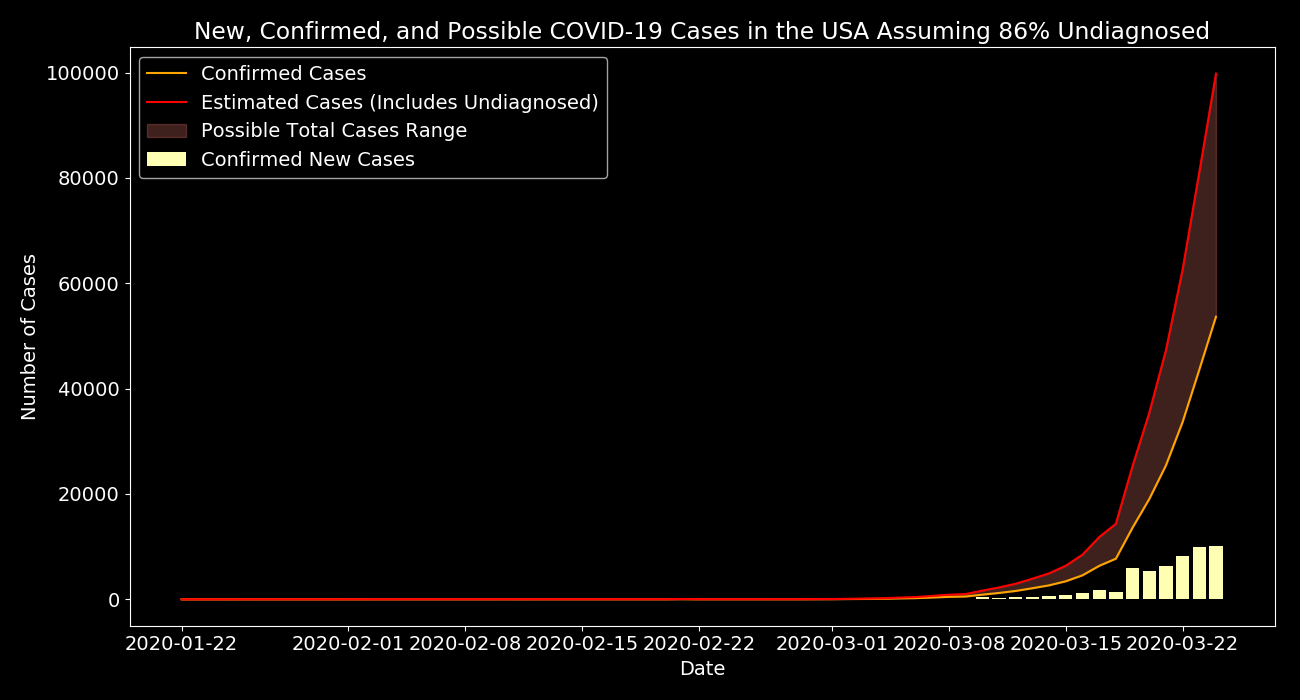 New, Confirmed, and Possible COVID-19 Cases in the USA Assuming 86% Undiagnosed
Confirmed Cases
Estimated Cases (Includes Undiagnosed)
Possible Total Cases Range
Confirmed New Cases
Number of Cases
100000
80000
60000
40000
20000
0
2020-01-22 2020-02-01 2020-02-08 2020-02-15 2020-02-22 2020-03-01 2020-03-08 2020-03-15 2020-03-22
Date